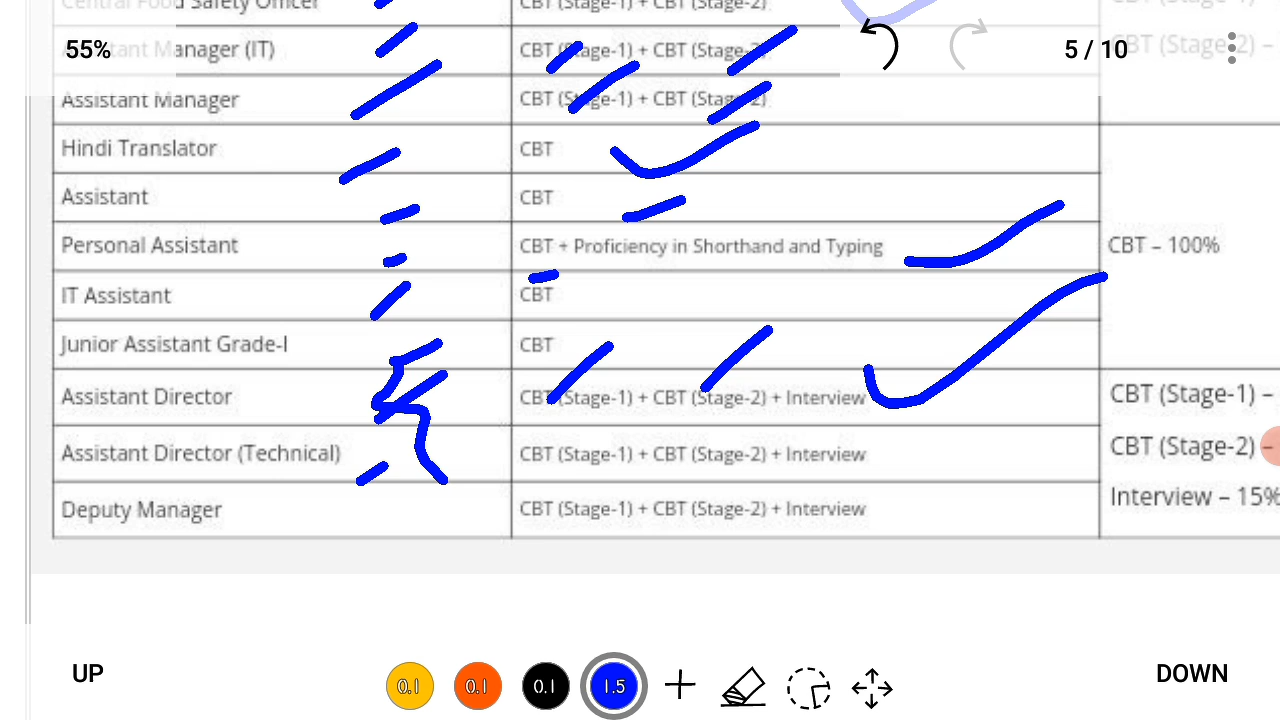 Central Food Safety Officer CBT (Stage-1) + CBT (Stage-2)
55% 5 / 10
Manager (IT) CBT (Stage-1) + CBT (Stage-2) CBT (Stage-2) –
Assistant Manager CBT (Stage-1) + CBT (Stage-2)
Hindi Translator CBT
Assistant CBT
Personal Assistant CBT + Proficiency in Shorthand and Typing CBT – 100%
IT Assistant CBT
Junior Assistant Grade-I CBT
Assistant Director CBT (Stage-1) + CBT (Stage-2) + Interview CBT (Stage-1) –
Assistant Director (Technical) CBT (Stage-1) + CBT (Stage-2) + Interview CBT (Stage-2) –
Deputy Manager CBT (Stage-1) + CBT (Stage-2) + Interview Interview – 15%
UP 0.1 0.1 0.1 1.5 DOWN